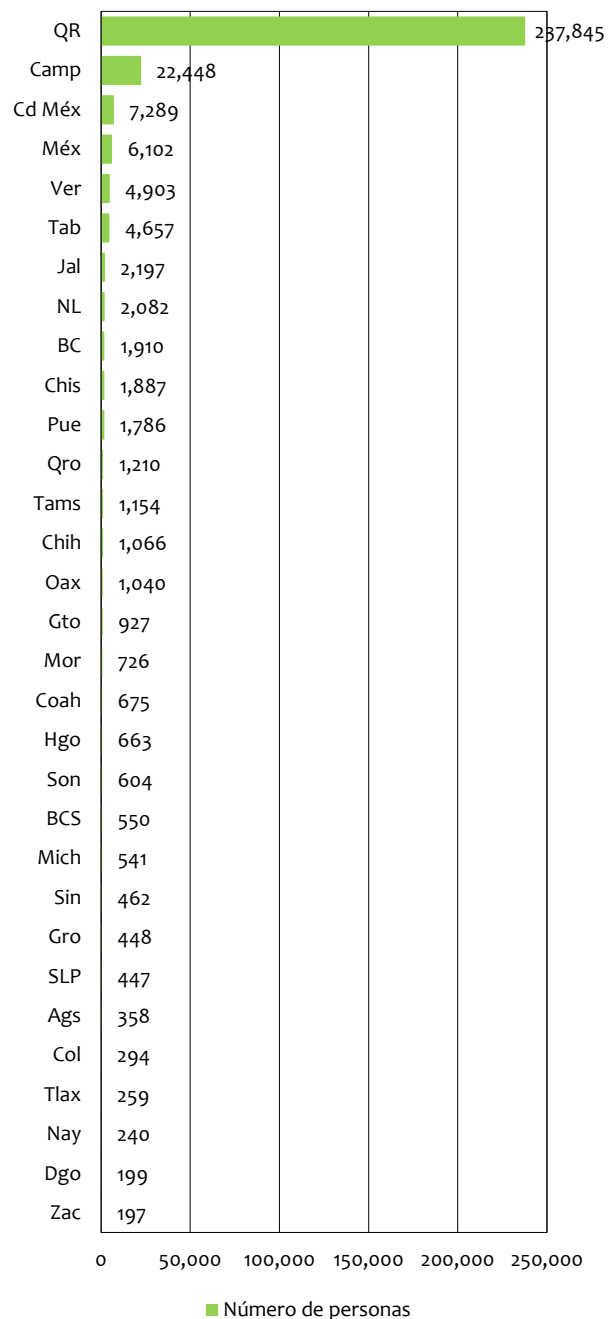 QR 237,845
Camp 22,448
Cd Méx 7,289
Méx 6,102
Ver 4,903
Tab 4,657
Jal 2,197
NL 2,082
BC 1,910
Chis 1,887
Pue 1,786
Qro 1,210
Tams 1,154
Chih 1,066
Oax 1,040
Gto 927
Mor 726
Coah 675
Hgo 663
Son 604
BCS 550
Mich 541
Sin 462
Gro 448
SLP 447
Ags 358
Col 294
Tlax 259
Nay 240
Dgo 199
Zac 197
0 50,000 100,000 150,000 200,000 250,000
Número de personas